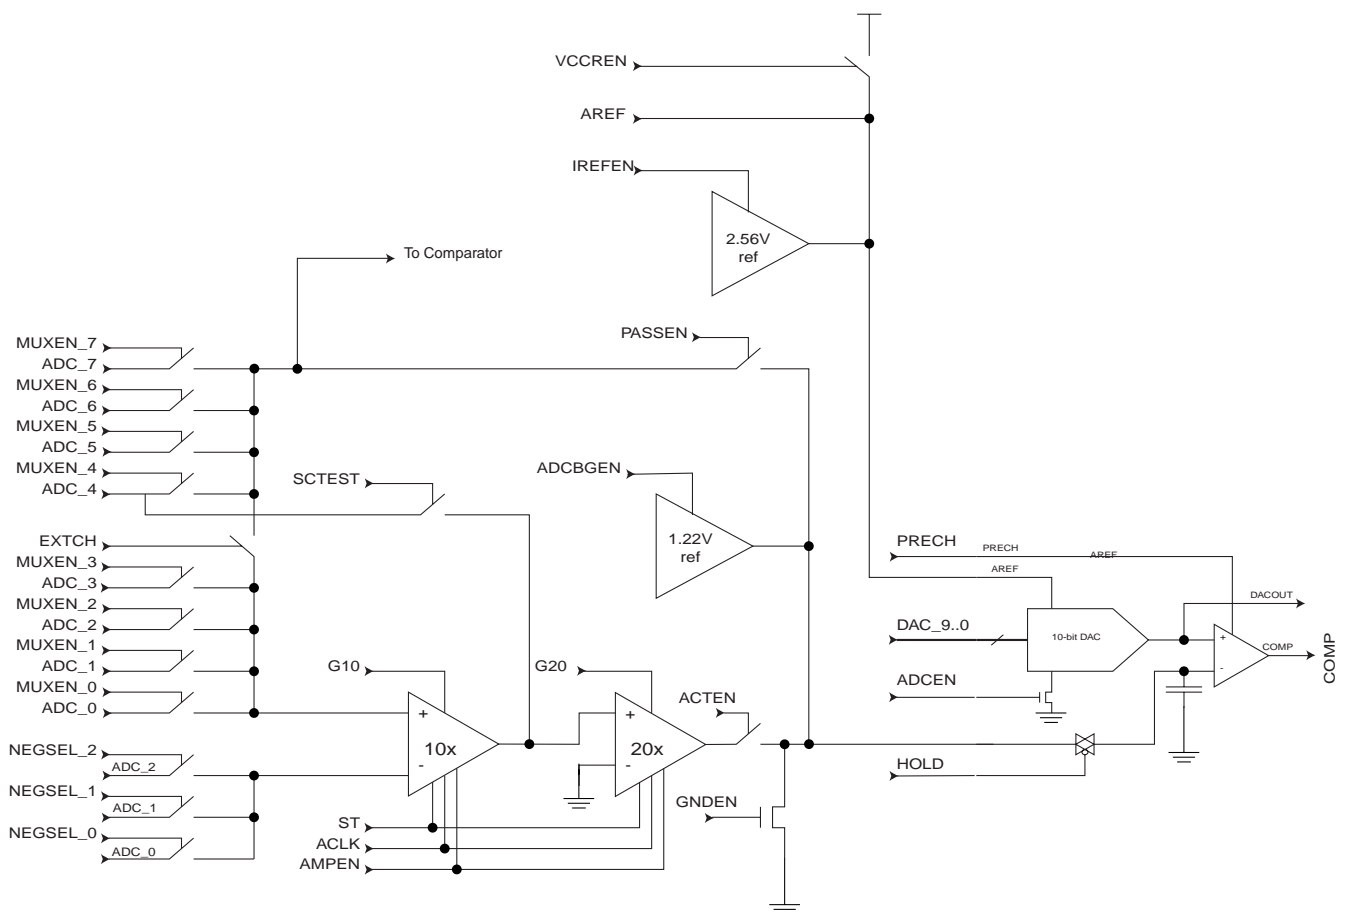 VCCREN
AREF
IREFEN
2.56V
ref
To Comparator
PASSEN
MUXEN_7
ADC_7
MUXEN_6
ADC_6
MUXEN_5
ADC_5
MUXEN_4
ADC_4
SCTEST
ADCBGEN
1.22V
ref
EXTCH
MUXEN_3
ADC_3
MUXEN_2
ADC_2
MUXEN_1
ADC_1
MUXEN_0
ADC_0
PRECH
PRECH
AREF
AREF
DACOUT
DAC_9..0
10-bit DAC
+
-
COMP
COMP
ADCEN
G10
G20
ACTEN
+
10x
-
+
20x
-
NEGSEL_2
ADC_2
NEGSEL_1
ADC_1
NEGSEL_0
ADC_0
HOLD
GNDEN
ST
ACLK
AMPEN